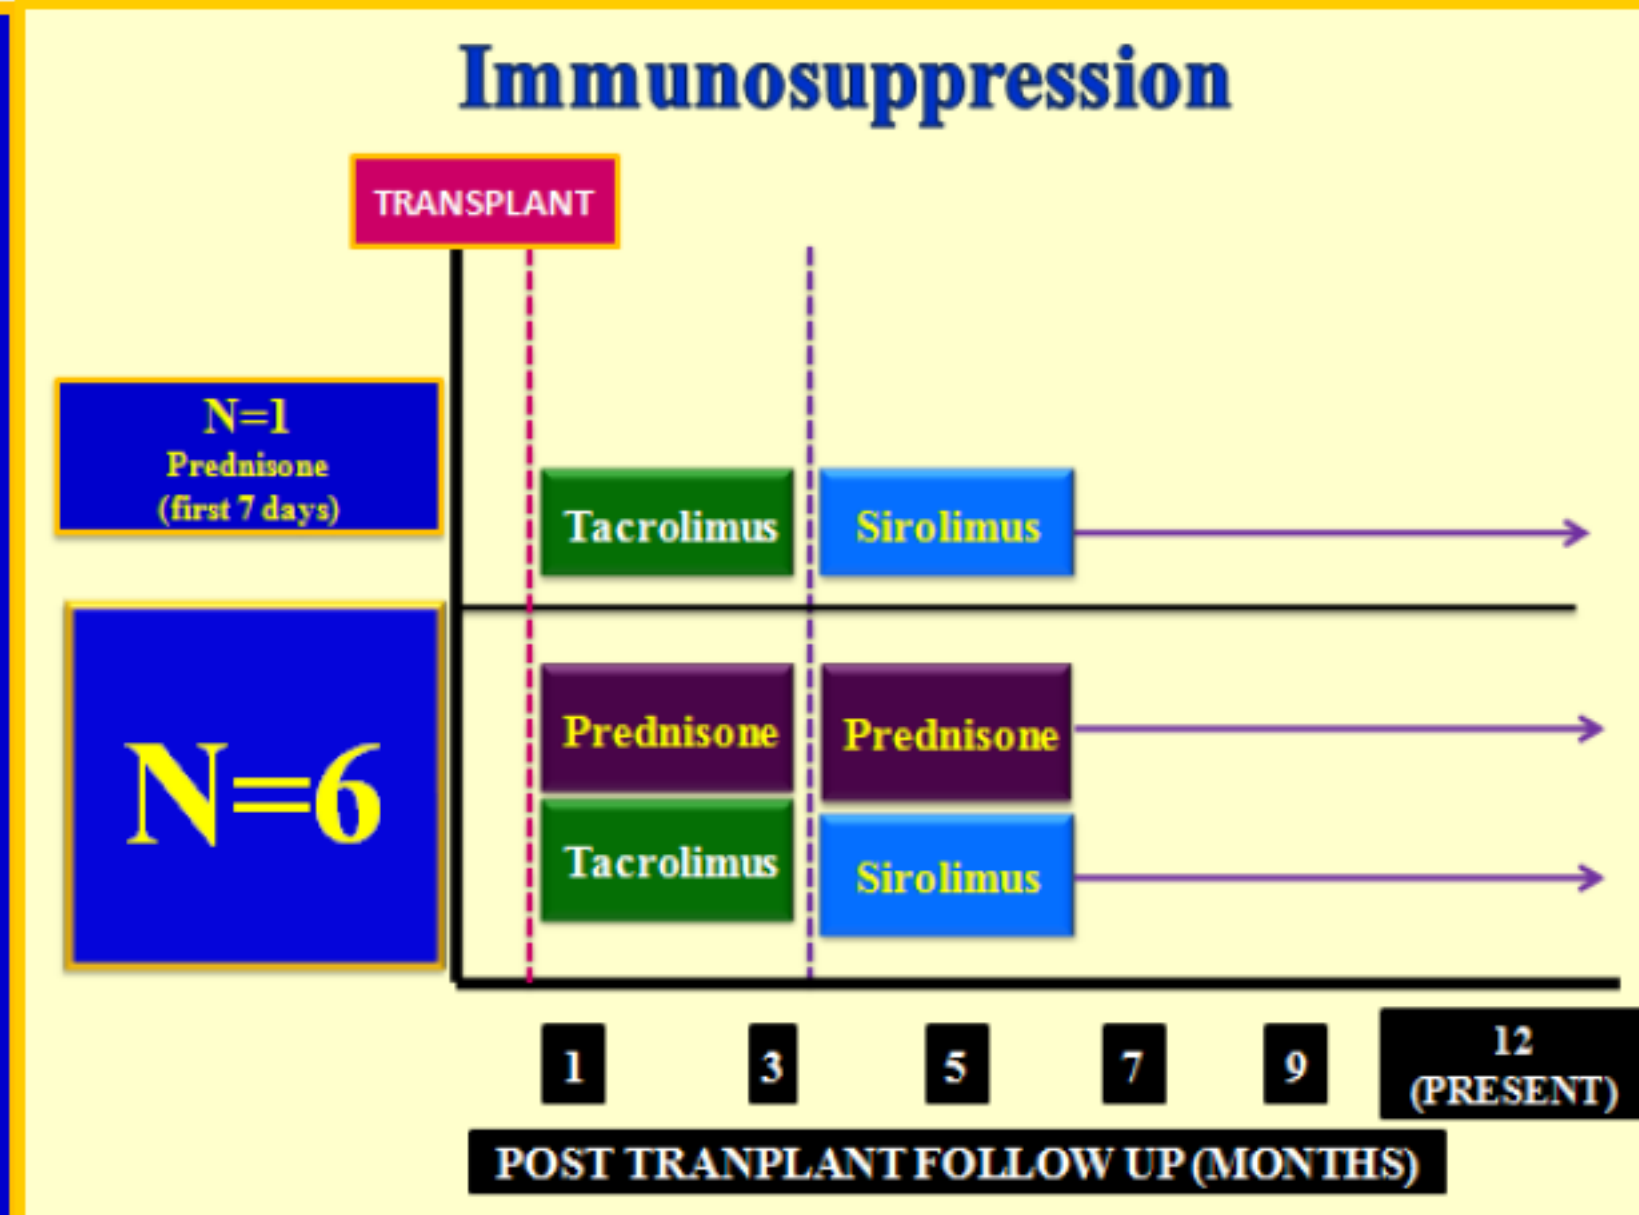 Immunosuppression
TRANSPLANT
N=1
Prednisone
(first 7 days)
Tacrolimus
Sirolimus
N=6
Prednisone
Prednisone
Tacrolimus
Sirolimus
1
3
5
7
9
12
(PRESENT)
POST TRANPLANT FOLLOW UP (MONTHS)